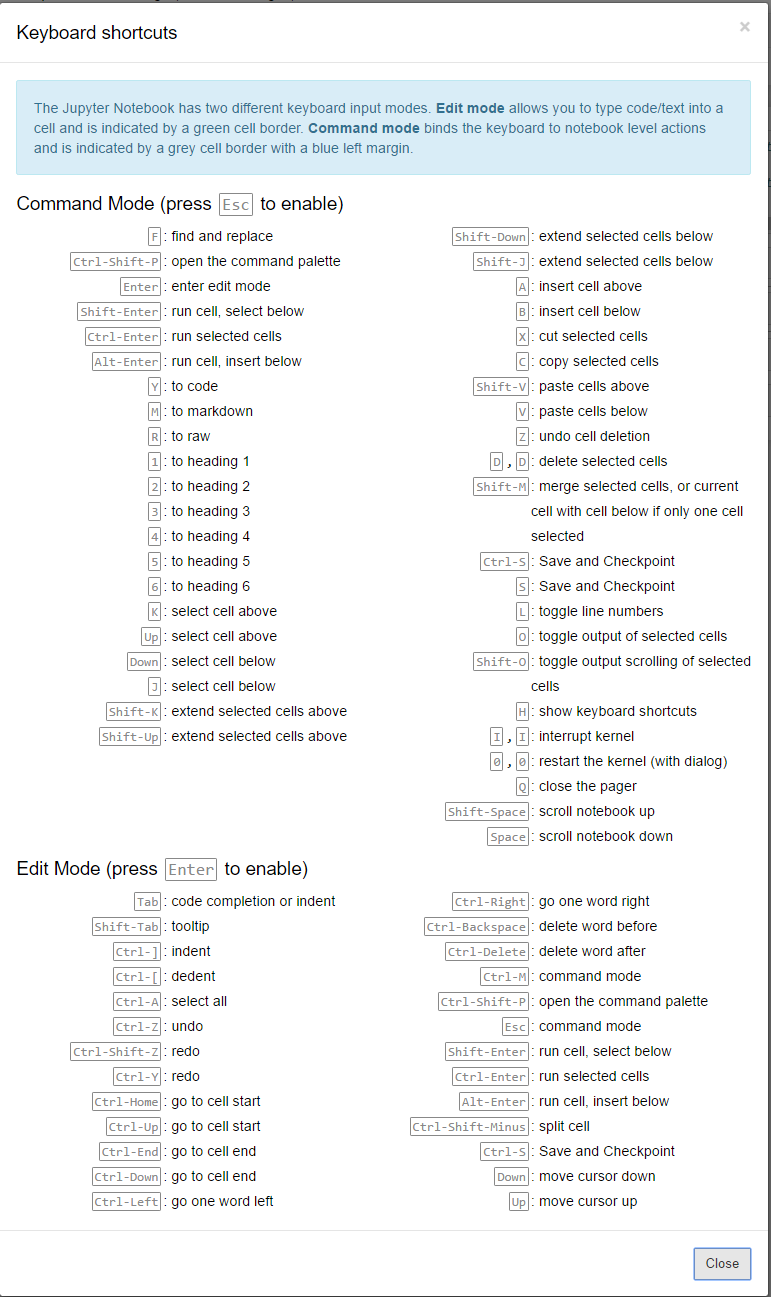 Keyboard shortcuts
×
The Jupyter Notebook has two different keyboard input modes. Edit mode allows you to type code/text into a
cell and is indicated by a green cell border. Command mode binds the keyboard to notebook level actions
and is indicated by a grey cell border with a blue left margin.
Command Mode (press Esc to enable)
F : find and replace
Ctrl-Shift-P : open the command palette
Enter : enter edit mode
Shift-Enter : run cell, select below
Ctrl-Enter : run selected cells
Alt-Enter : run cell, insert below
Y : to code
M : to markdown
R : to raw
1 : to heading 1
2 : to heading 2
3 : to heading 3
4 : to heading 4
5 : to heading 5
6 : to heading 6
K : select cell above
Up : select cell above
Down : select cell below
J : select cell below
Shift-K : extend selected cells above
Shift-Up : extend selected cells above
Shift-Down : extend selected cells below
Shift-J : extend selected cells below
A : insert cell above
B : insert cell below
X : cut selected cells
C : copy selected cells
Shift-V : paste cells above
V : paste cells below
Z : undo cell deletion
D , D : delete selected cells
Shift-M : merge selected cells, or current
cell with cell below if only one cell
selected
Ctrl-S : Save and Checkpoint
S : Save and Checkpoint
L : toggle line numbers
O : toggle output of selected cells
Shift-O : toggle output scrolling of selected
cells
H : show keyboard shortcuts
I , I : interrupt kernel
0 , 0 : restart the kernel (with dialog)
Q : close the pager
Shift-Space : scroll notebook up
Space : scroll notebook down
Edit Mode (press Enter to enable)
Tab : code completion or indent
Shift-Tab : tooltip
Ctrl-] : indent
Ctrl-[ : dedent
Ctrl-A : select all
Ctrl-Z : undo
Ctrl-Shift-Z : redo
Ctrl-Y : redo
Ctrl-Home : go to cell start
Ctrl-Up : go to cell start
Ctrl-End : go to cell end
Ctrl-Down : go to cell end
Ctrl-Left : go one word left
Ctrl-Right : go one word right
Ctrl-Backspace : delete word before
Ctrl-Delete : delete word after
Ctrl-M : command mode
Ctrl-Shift-P : open the command palette
Esc : command mode
Shift-Enter : run cell, select below
Ctrl-Enter : run selected cells
Alt-Enter : run cell, insert below
Ctrl-Shift-Minus : split cell
Ctrl-S : Save and Checkpoint
Down : move cursor down
Up : move cursor up
Close